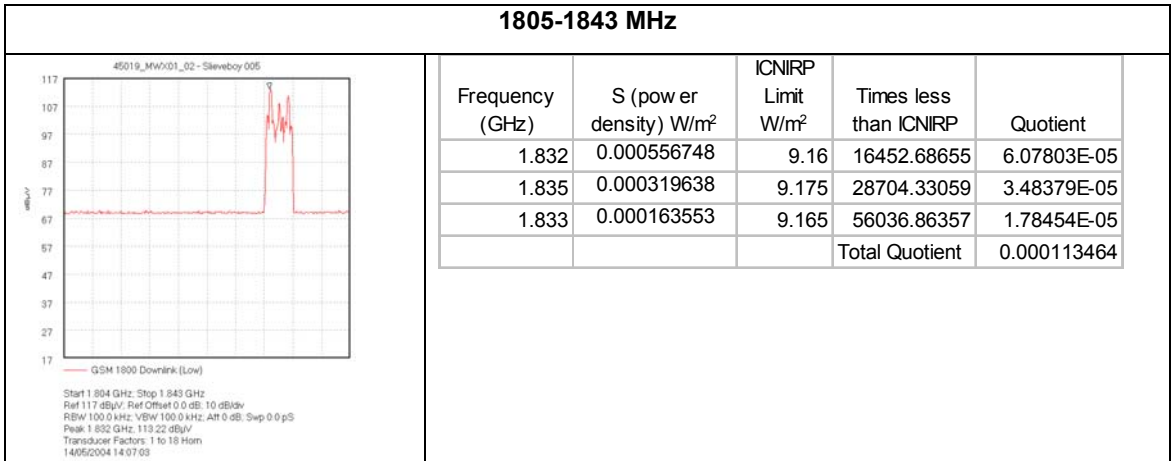 1805-1843 MHz
45019_MWX01_02 - Slieveboy 005
117
107
97
87
77
67
57
47
37
27
17
dBµV
GSM 1800 Downlink (Low)
Start 1.804 GHz; Stop 1.843 GHz
Ref 117 dBµV; Ref Offset 0.0 dB; 10 dB/div
RBW 100.0 kHz; VBW 100.0 kHz; Att 0 dB; Swp 0.0 pS
Peak 1.832 GHz, 113.22 dBµV
Transducer Factors: 1 to 18 Horn
14/05/2004 14:07:03
Frequency (GHz) S (pow er density) W/m² ICNIRP Limit W/m² Times less than ICNIRP Quotient
1.832 0.000556748 9.16 16452.68655 6.07803E-05
1.835 0.000319638 9.175 28704.33059 3.48379E-05
1.833 0.000163553 9.165 56036.86357 1.78454E-05
Total Quotient 0.000113464